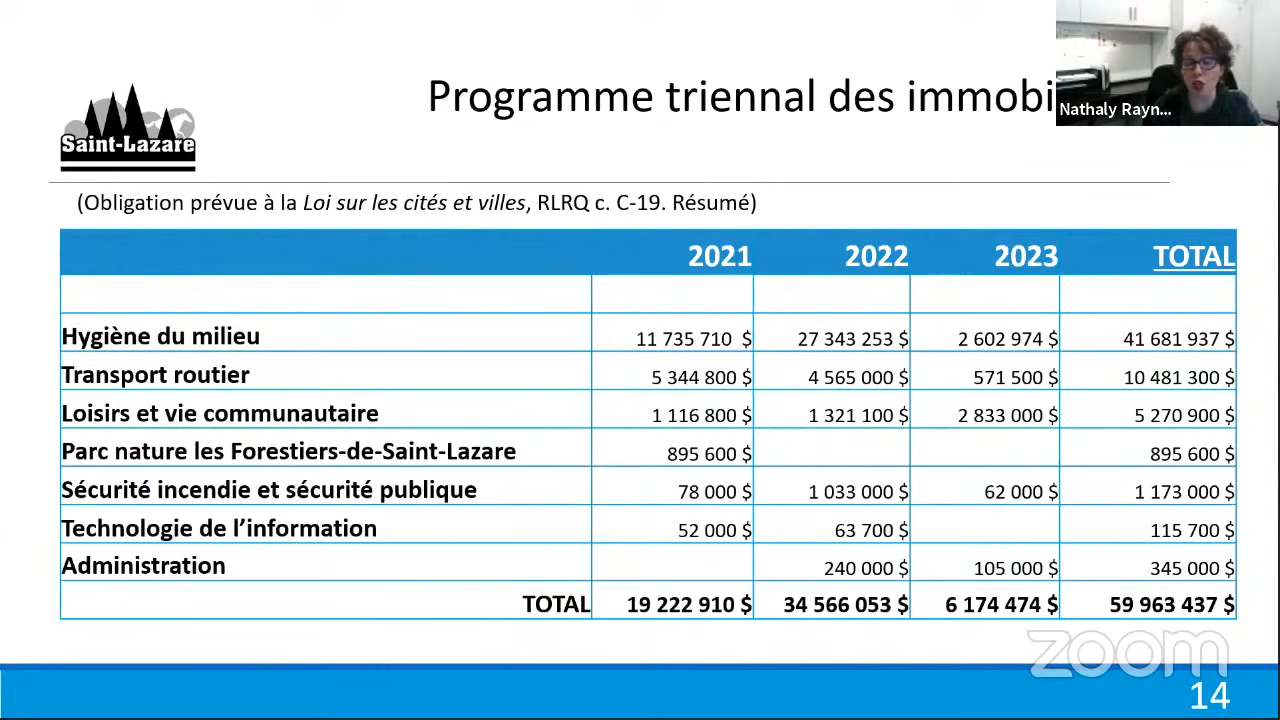 Programme triennal des immobi
Nathaly Rayn...
Saint-Lazare
(Obligation prévue à la Loi sur les cités et villes, RLRQ c. C-19. Résumé)
2021 2022 2023 TOTAL
Hygiène du milieu 11 735 710 $ 27 343 253 $ 2 602 974 $ 41 681 937 $
Transport routier 5 344 800 $ 4 565 000 $ 571 500 $ 10 481 300 $
Loisirs et vie communautaire 1 116 800 $ 1 321 100 $ 2 833 000 $ 5 270 900 $
Parc nature les Forestiers-de-Saint-Lazare 895 600 $ 895 600 $
Sécurité incendie et sécurité publique 78 000 $ 1 033 000 $ 62 000 $ 1 173 000 $
Technologie de l’information 52 000 $ 63 700 $ 115 700 $
Administration 240 000 $ 105 000 $ 345 000 $
TOTAL 19 222 910 $ 34 566 053 $ 6 174 474 $ 59 963 437 $
zoom
14